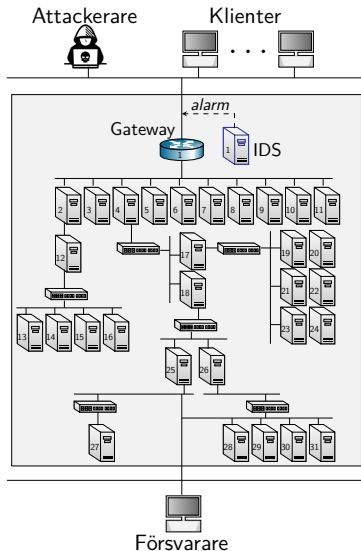 Attackerare Klienter
alarm
Gateway
1 1 IDS
2 3 4 5 6 7 8 9 10 11
12 17 19 20
18 21 22
13 14 15 16 23 24
25 26
27 28 29 30 31
Försvarare